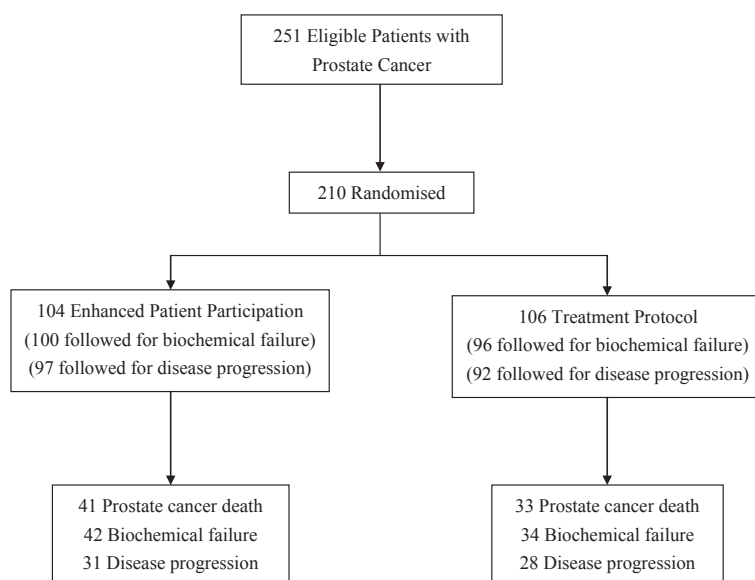 251 Eligible Patients with
Prostate Cancer
210 Randomised
104 Enhanced Patient Participation
(100 followed for biochemical failure)
(97 followed for disease progression)
106 Treatment Protocol
(96 followed for biochemical failure)
(92 followed for disease progression)
41 Prostate cancer death
42 Biochemical failure
31 Disease progression
33 Prostate cancer death
34 Biochemical failure
28 Disease progression